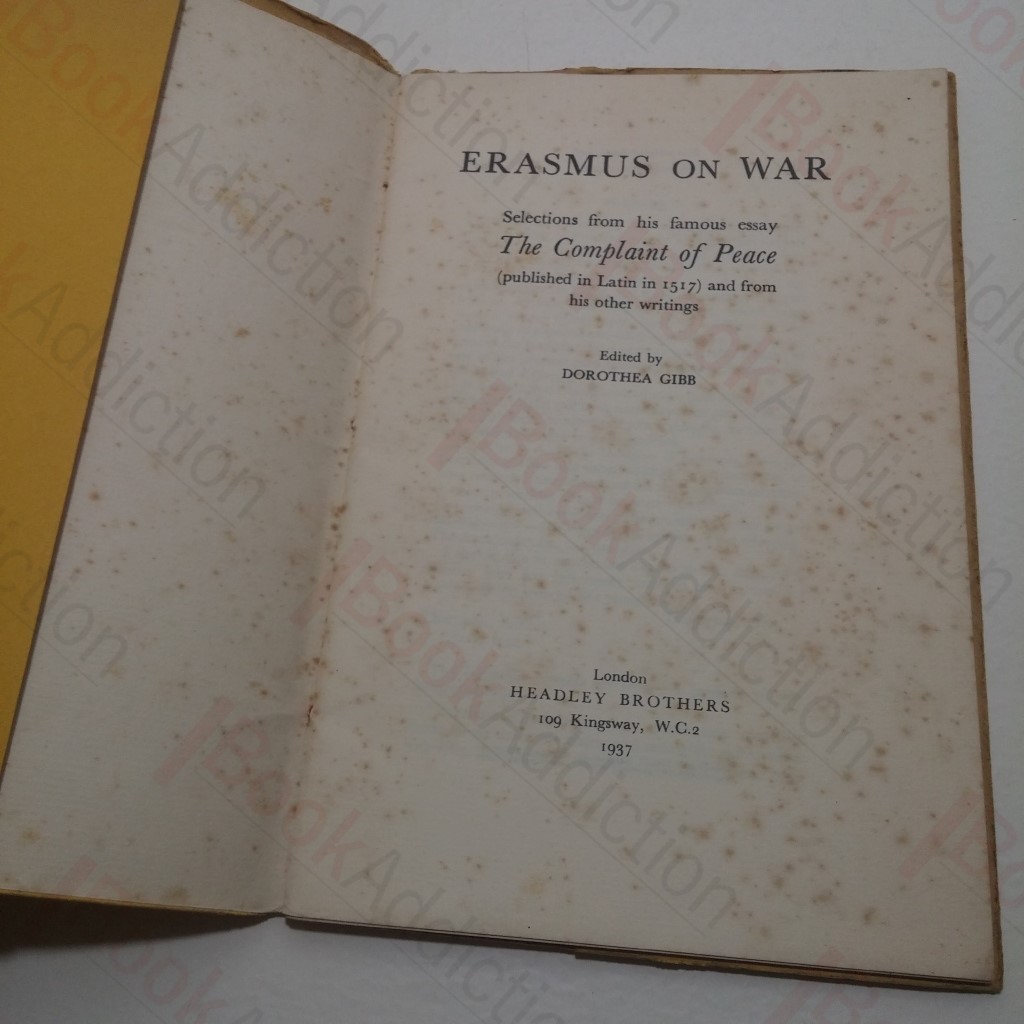 ERASMUS ON WAR
Selections from his famous essay
The Complaint of Peace
(published in Latin in 1517) and from
his other writings
Edited by
DOROTHEA GIBB
London
HEADLEY BROTHERS
109 Kingsway, W.C.2
1937
BookAddiction